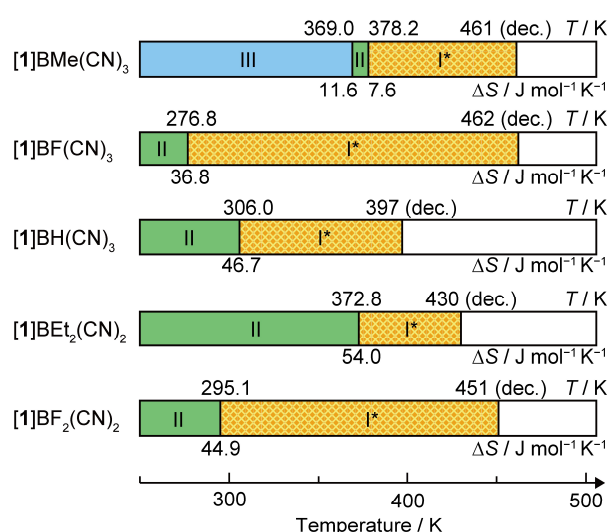 369.0 378.2 461 (dec.) T / K
[1]BMe(CN)₃ III II I*
11.6 7.6 ΔS / J mol⁻¹ K⁻¹
276.8 462 (dec.) T / K
[1]BF(CN)₃ II I*
36.8 ΔS / J mol⁻¹ K⁻¹
306.0 397 (dec.) T / K
[1]BH(CN)₃ II I*
46.7 ΔS / J mol⁻¹ K⁻¹
372.8 430 (dec.) T / K
[1]BEt₂(CN)₂ II I*
54.0 ΔS / J mol⁻¹ K⁻¹
295.1 451 (dec.) T / K
[1]BF₂(CN)₂ II I*
44.9 ΔS / J mol⁻¹ K⁻¹
300 400 500
Temperature / K